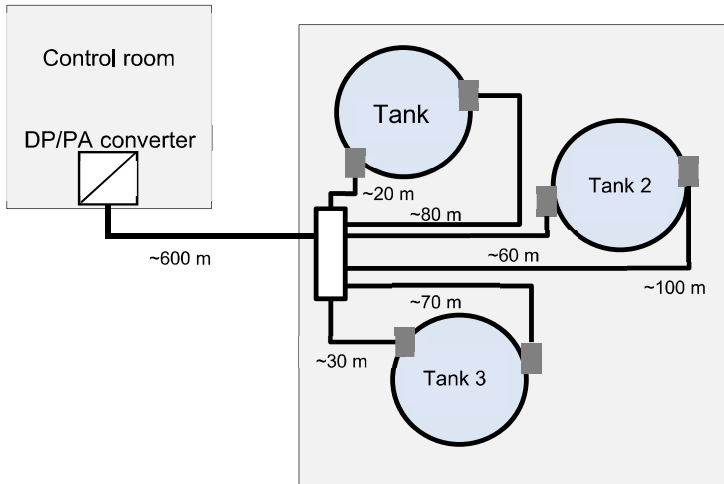 Control room
DP/PA converter
~600 m
Tank
~20 m
~80 m
Tank 2
~60 m
~100 m
~70 m
~30 m
Tank 3